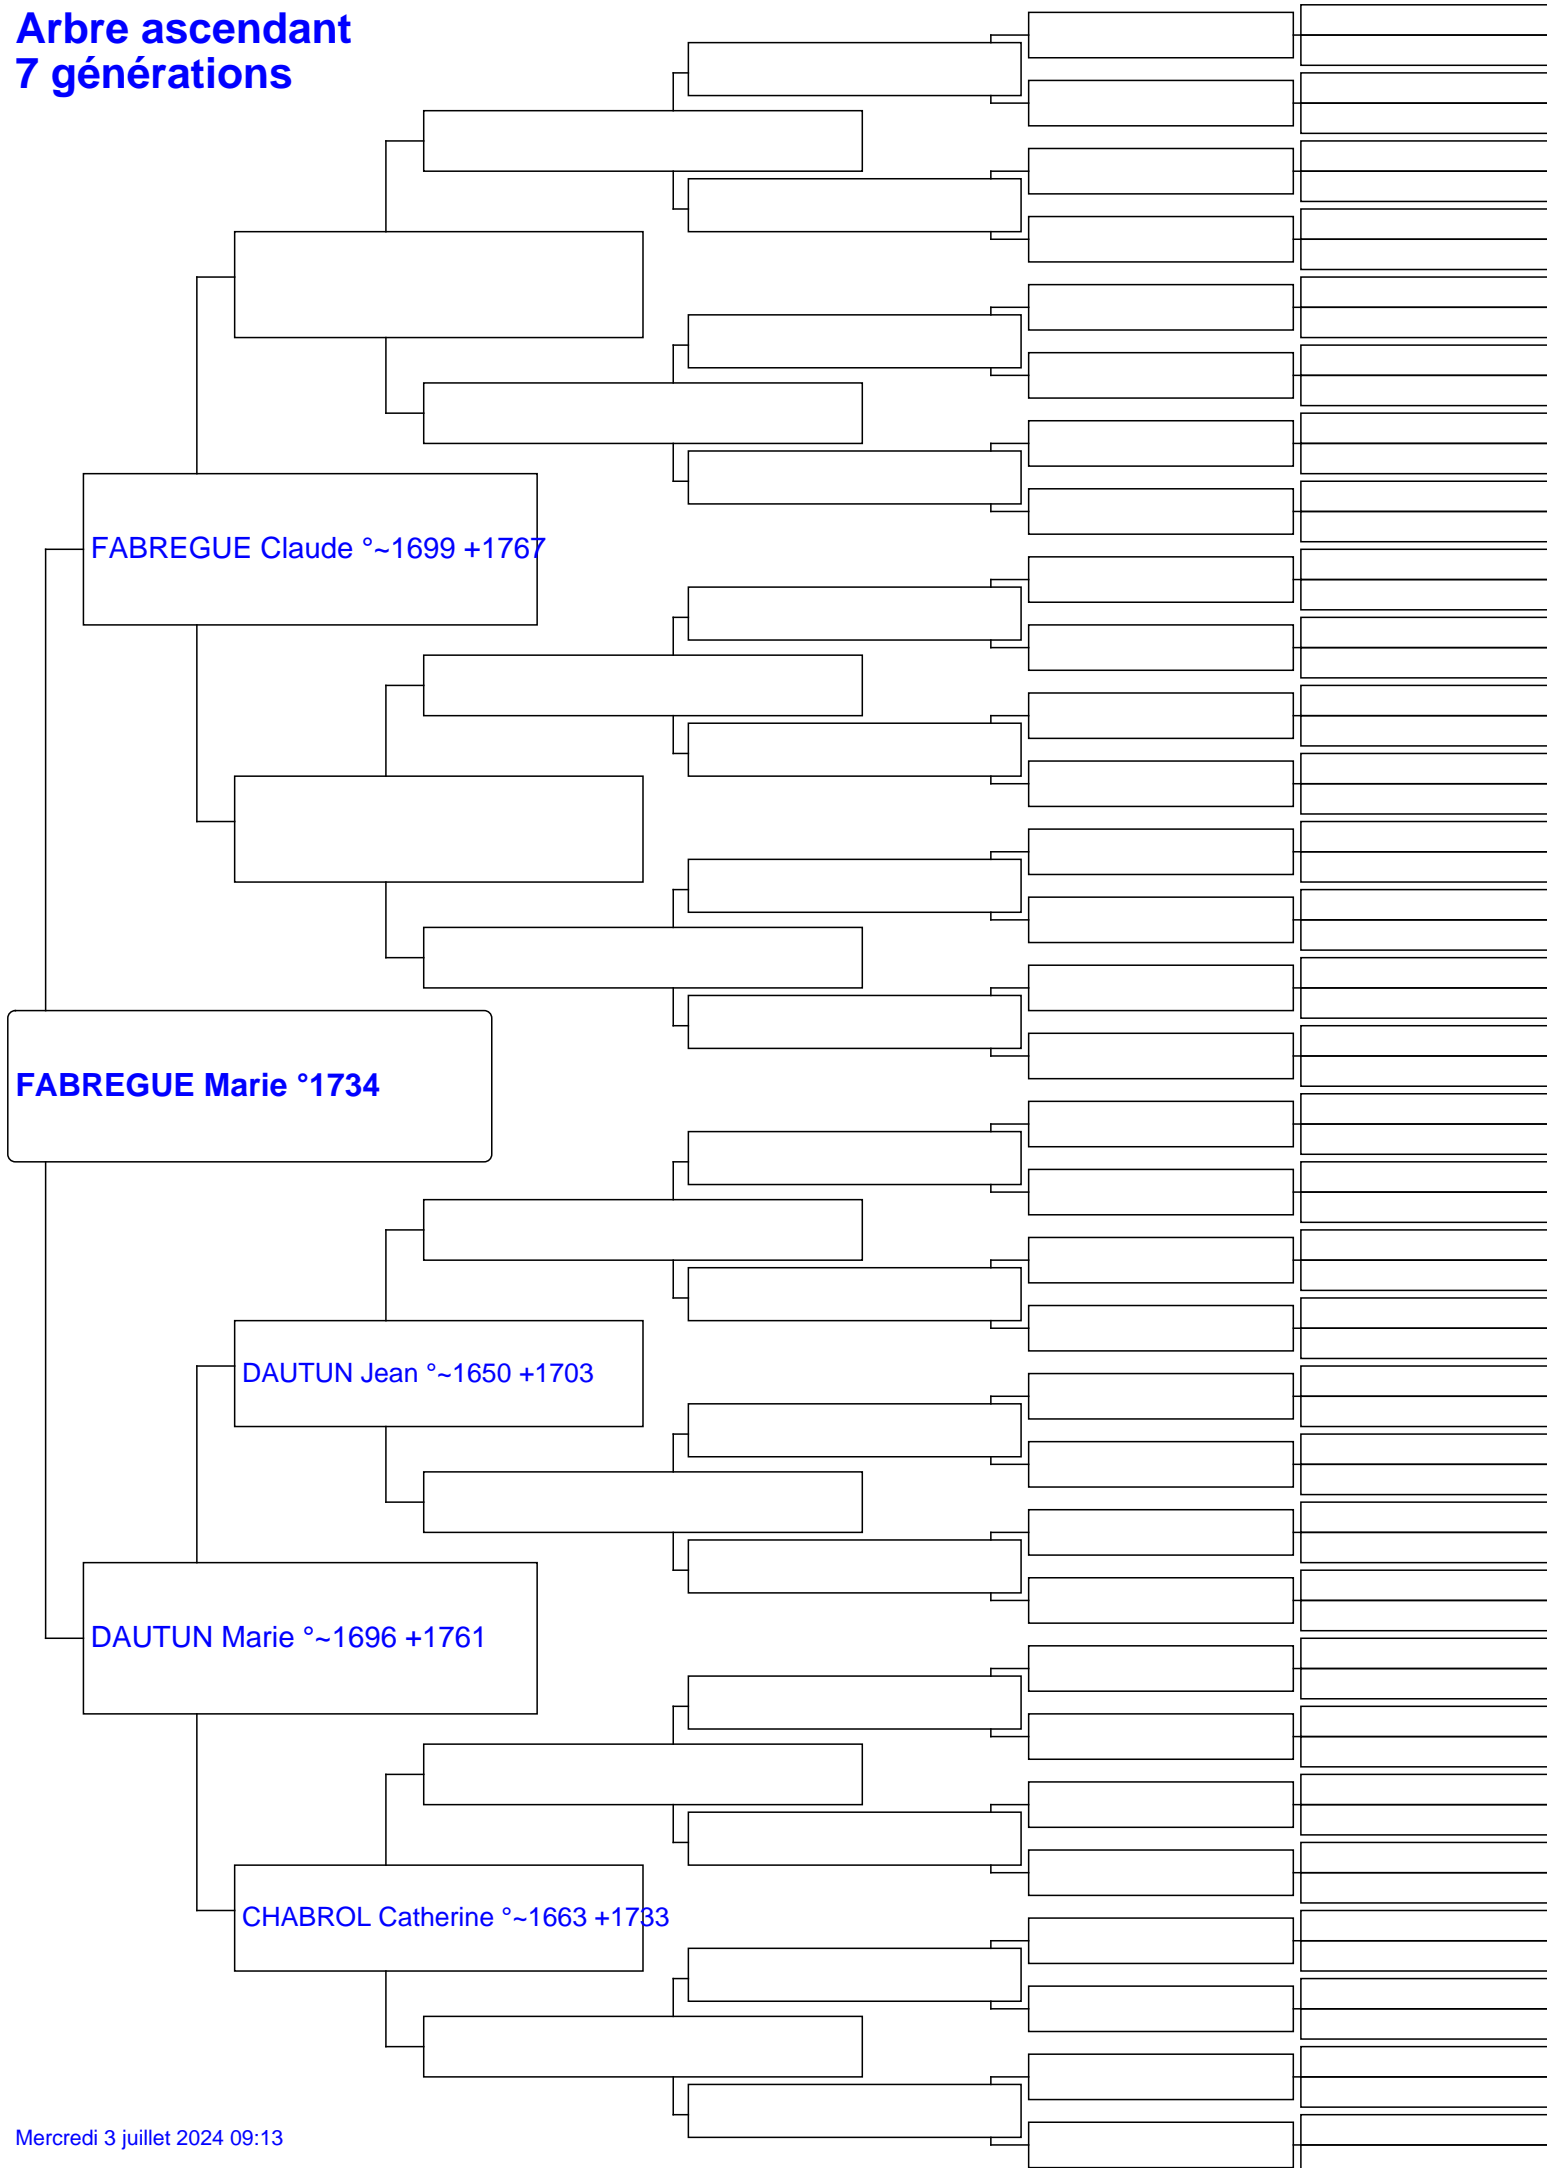 Arbre ascendant
7 générations
FABREGUE Claude °~1699 +1767
FABREGUE Marie °1734
DAUTUN Jean °~1650 +1703
DAUTUN Marie °~1696 +1761
CHABROL Catherine °~1663 +1733
Mercredi 3 juillet 2024 09:13